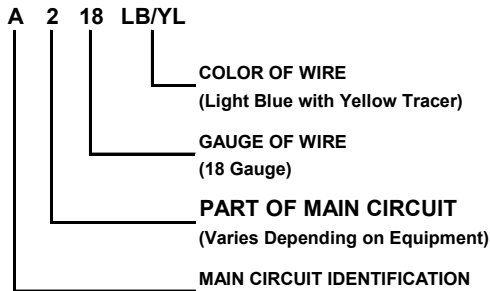 A 2 18 LB/YL
COLOR OF WIRE
(Light Blue with Yellow Tracer)
GAUGE OF WIRE
(18 Gauge)
PART OF MAIN CIRCUIT
(Varies Depending on Equipment)
MAIN CIRCUIT IDENTIFICATION